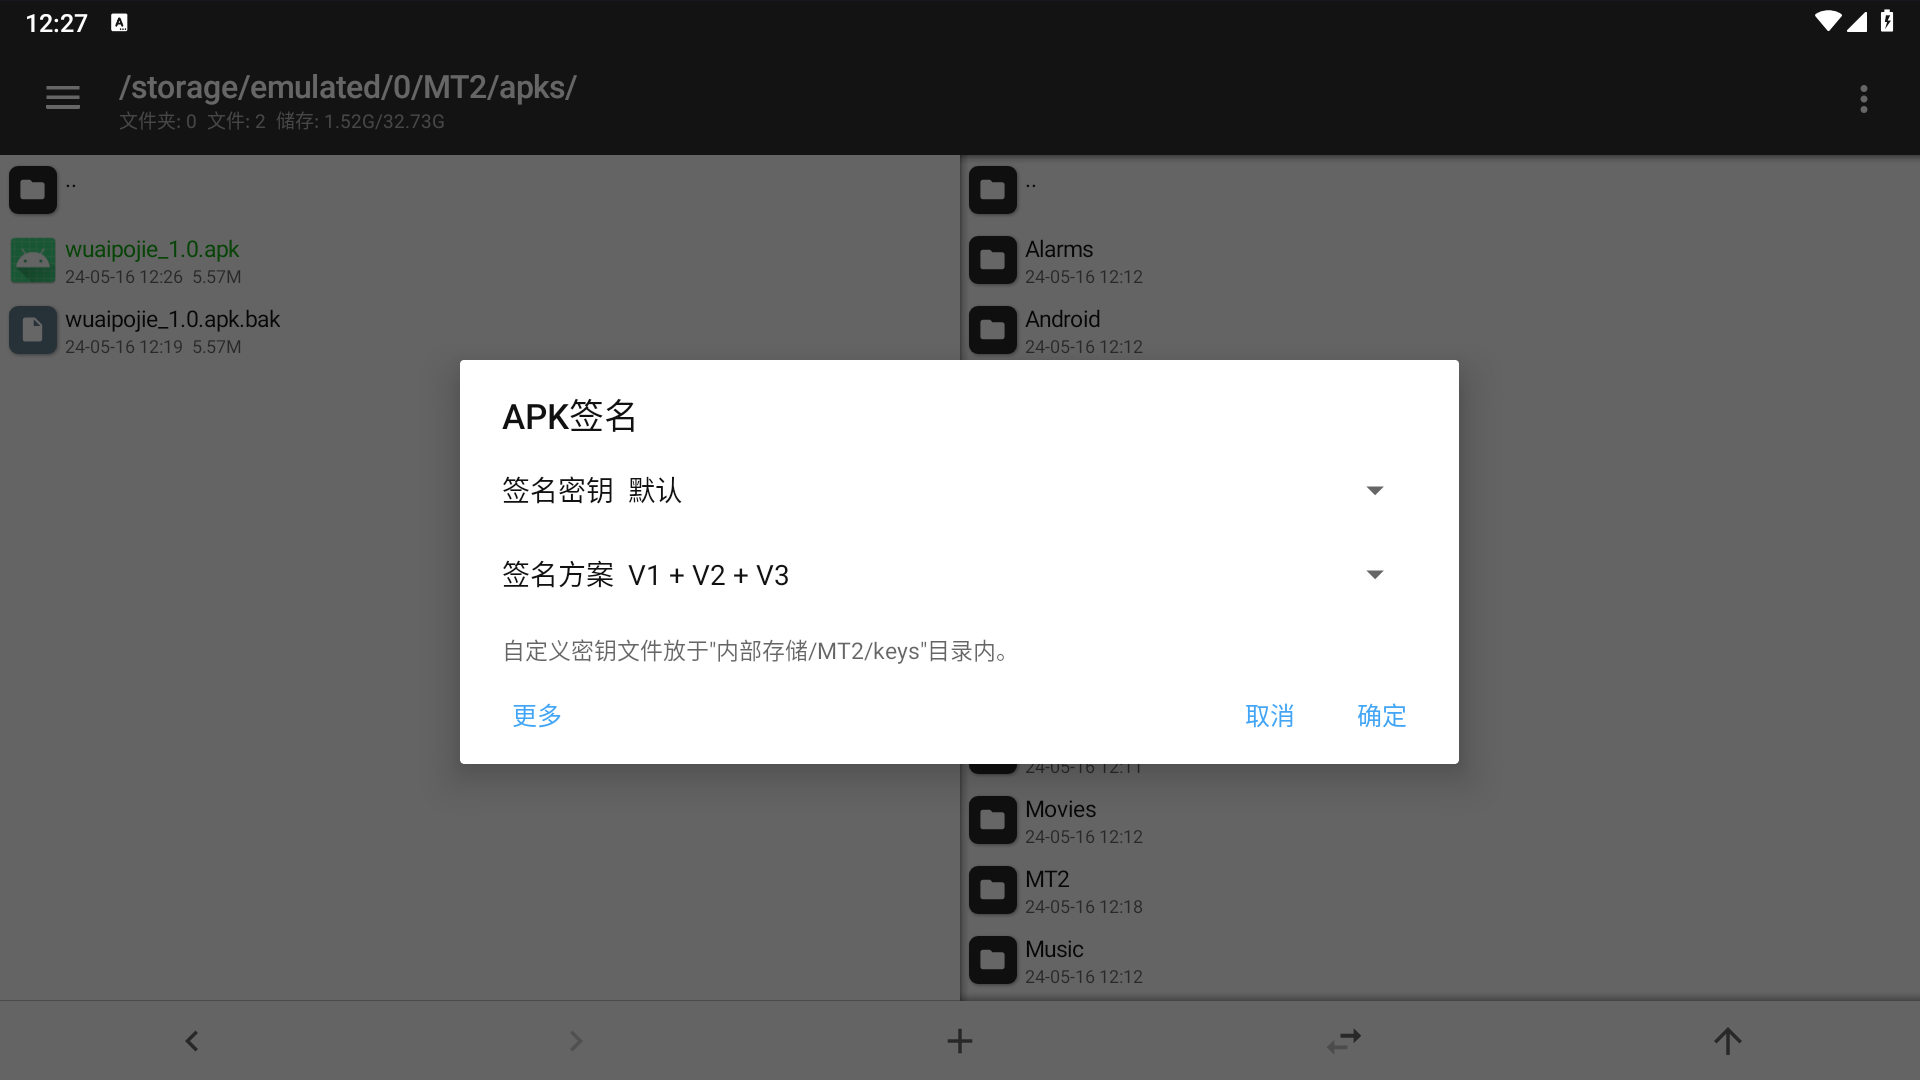 12:27
/storage/emulated/0/MT2/apks/
文件夹: 0 文件: 2 储存: 1.52G/32.73G
..
wuaipojie_1.0.apk
24-05-16 12:26 5.57M
wuaipojie_1.0.apk.bak
24-05-16 12:19 5.57M
..
Alarms
24-05-16 12:12
Android
24-05-16 12:12
APK签名
签名密钥 默认
签名方案 V1 + V2 + V3
自定义密钥文件放于"内部存储/MT2/keys"目录内。
更多 取消 确定
24-05-16 12:11
Movies
24-05-16 12:12
MT2
24-05-16 12:18
Music
24-05-16 12:12